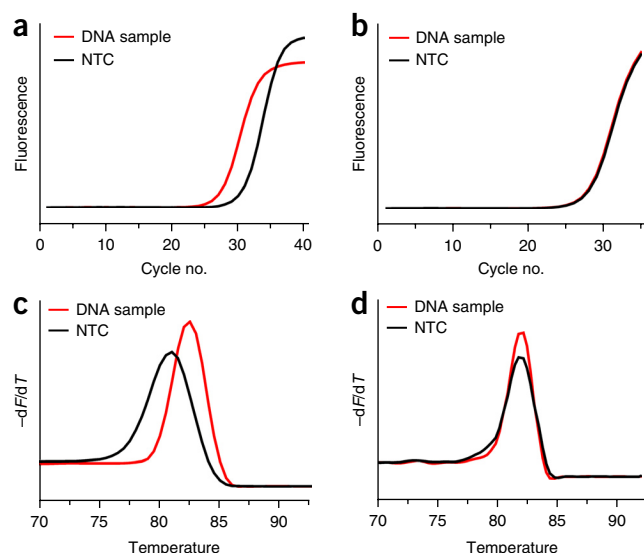 a
DNA sample
NTC
Fluorescence
0 10 20 30 40
Cycle no.
b
DNA sample
NTC
Fluorescence
0 10 20 30
Cycle no.
c
DNA sample
NTC
–dF/dT
70 75 80 85 90
Temperature
d
DNA sample
NTC
–dF/dT
70 75 80 85 90
Temperature